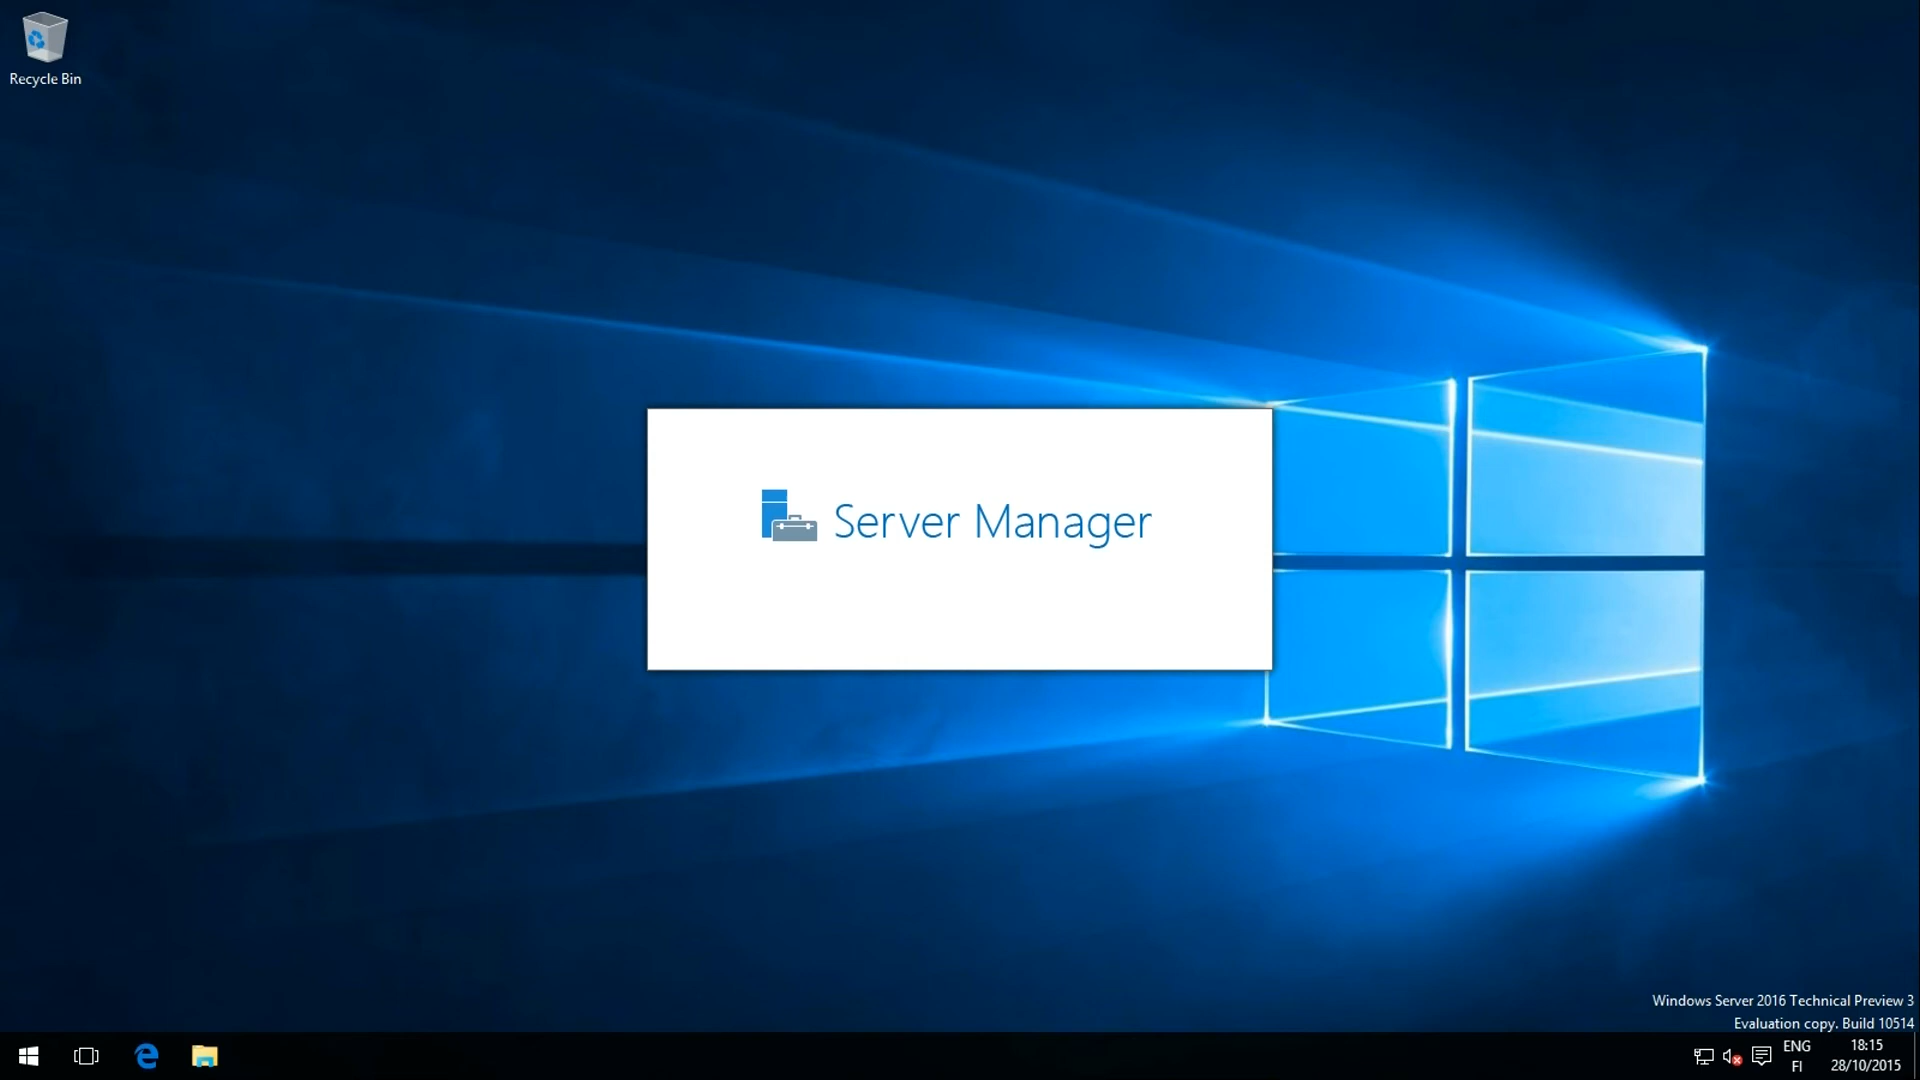 Recycle Bin
Server Manager
Windows Server 2016 Technical Preview 3
Evaluation copy. Build 10514
ENG
FI
18:15
28/10/2015